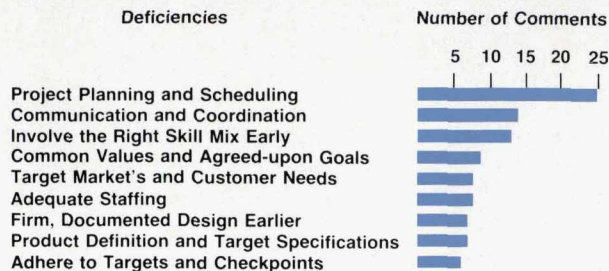 Deficiencies
Number of Comments
5 10 15 20 25
Project Planning and Scheduling
Communication and Coordination
Involve the Right Skill Mix Early
Common Values and Agreed-upon Goals
Target Market's and Customer Needs
Adequate Staffing
Firm, Documented Design Earlier
Product Definition and Target Specifications
Adhere to Targets and Checkpoints